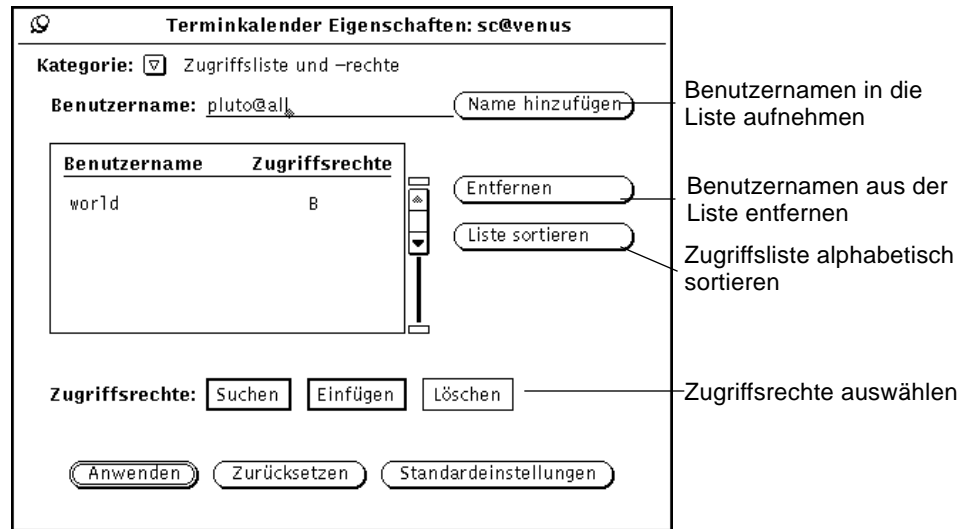 Terminkalender Eigenschaften: sc@venus
Kategorie: Zugriffsliste und –rechte
Benutzername: pluto@all
Name hinzufügen
Benutzernamen in die
Liste aufnehmen
Benutzername Zugriffsrechte
world B
Entfernen
Benutzernamen aus der
Liste entfernen
Liste sortieren
Zugriffsliste alphabetisch
sortieren
Zugriffsrechte: Suchen Einfügen Löschen
Zugriffsrechte auswählen
Anwenden Zurücksetzen Standardeinstellungen